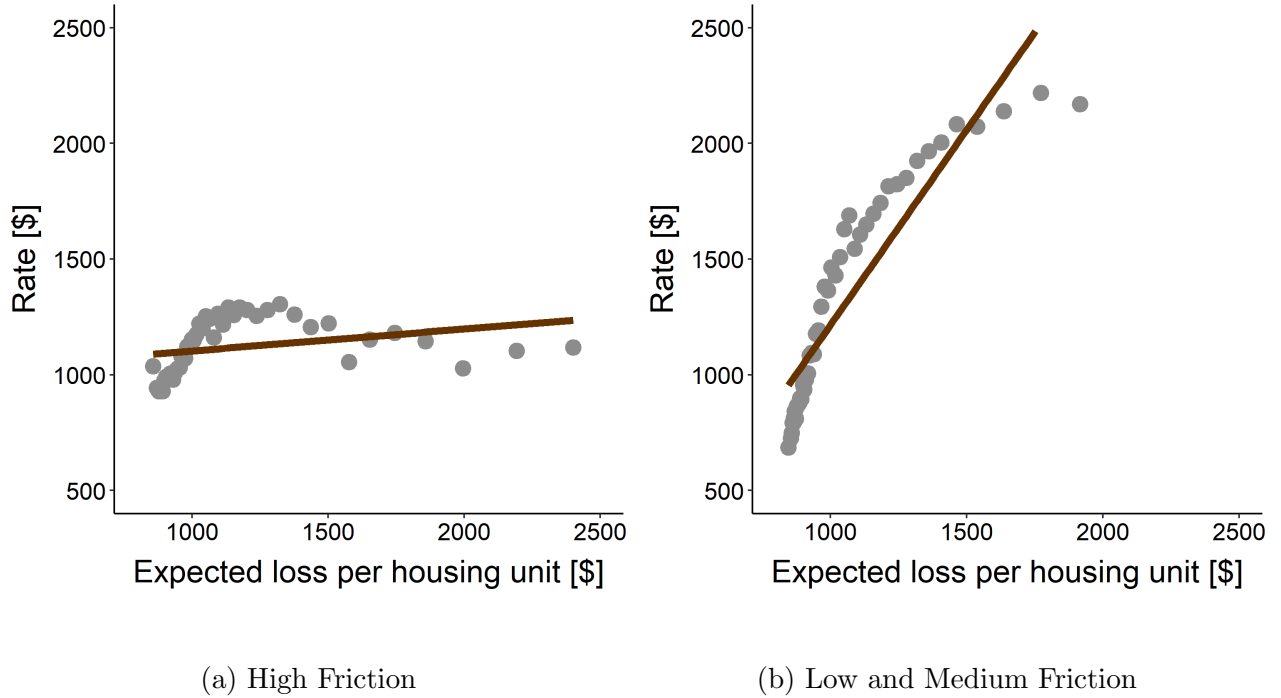 2500
2000
1500
1000
500
Rate [$]
1000 1500 2000 2500
Expected loss per housing unit [$]
(a) High Friction
2500
2000
1500
1000
500
Rate [$]
1000 1500 2000 2500
Expected loss per housing unit [$]
(b) Low and Medium Friction